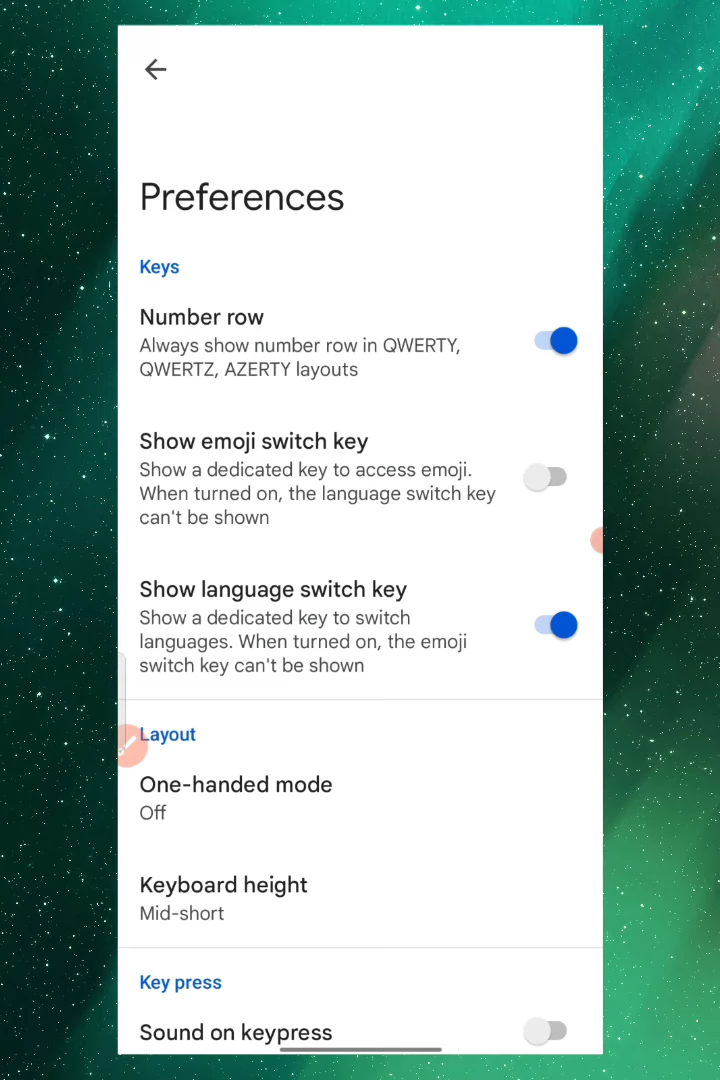 Preferences
Keys
Number row
Always show number row in QWERTY,
QWERTZ, AZERTY layouts
Show emoji switch key
Show a dedicated key to access emoji.
When turned on, the language switch key
can't be shown
Show language switch key
Show a dedicated key to switch
languages. When turned on, the emoji
switch key can't be shown
Layout
One-handed mode
Off
Keyboard height
Mid-short
Key press
Sound on keypress